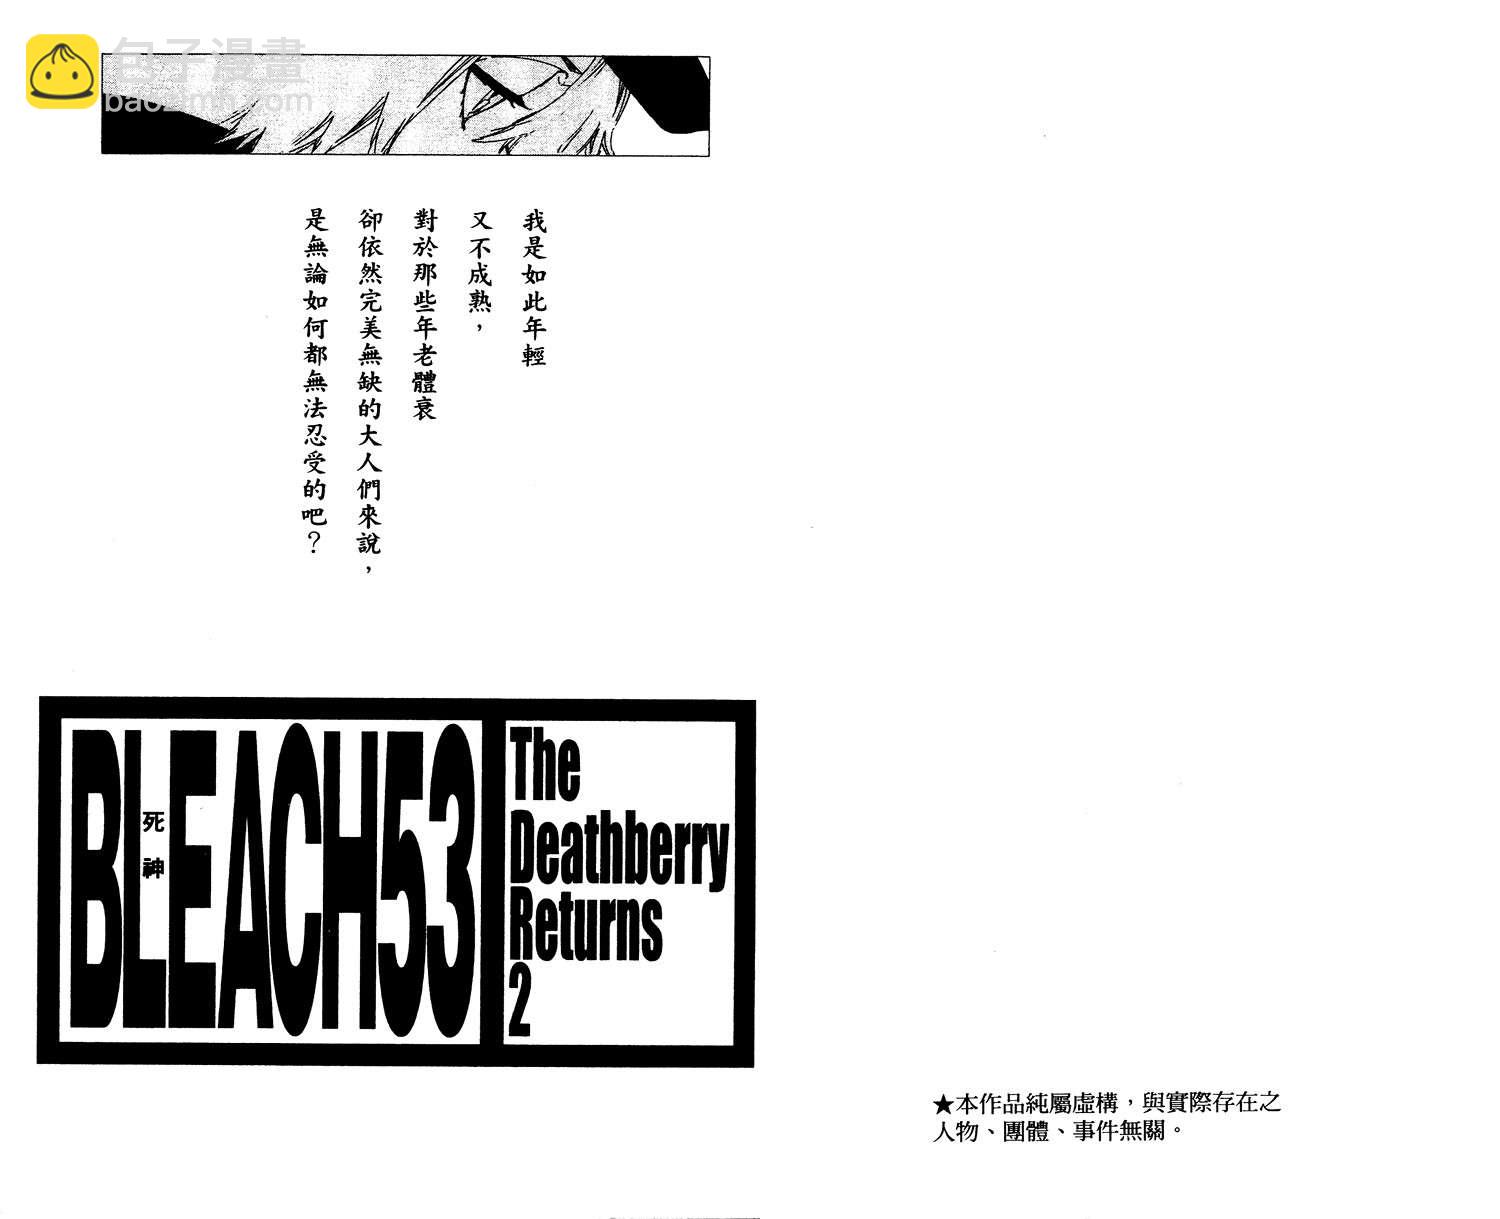 包子漫畫
baozimh.com
我是如此年輕
又不成熟，
對於那些年老體衰
卻依然完美無缺的大人們來說，
是無論如何都無法忍受的吧？
BLEACH53
死神
The
Deathberry
Returns
2
★本作品純屬虛構，與實際存在之
人物、團體、事件無關。